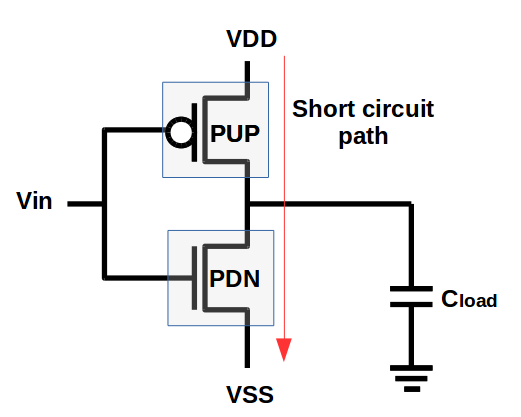 VDD
Short circuit
path
PUP
Vin
PDN
Cload
VSS